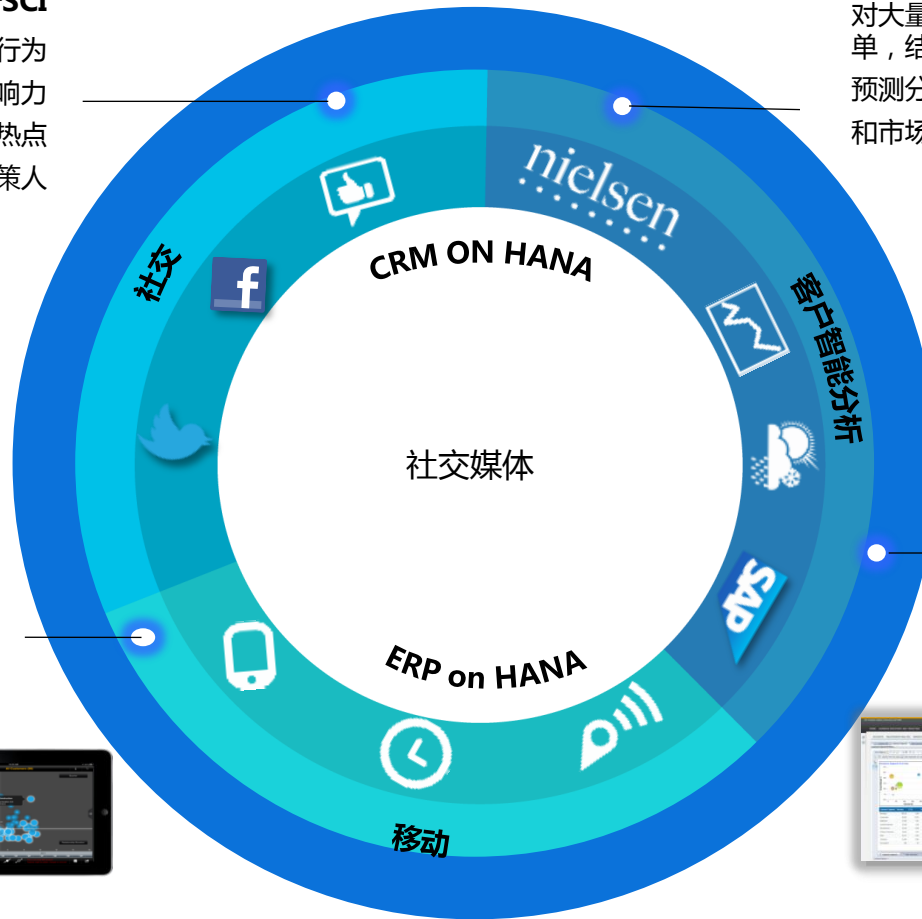 SCI
行为
响力
热点
策人
对大量
单，结
预测分
和市场
nielsen
CRM ON HANA
社交
f
客户智能分析
社交媒体
SAP
ERP on HANA
移动